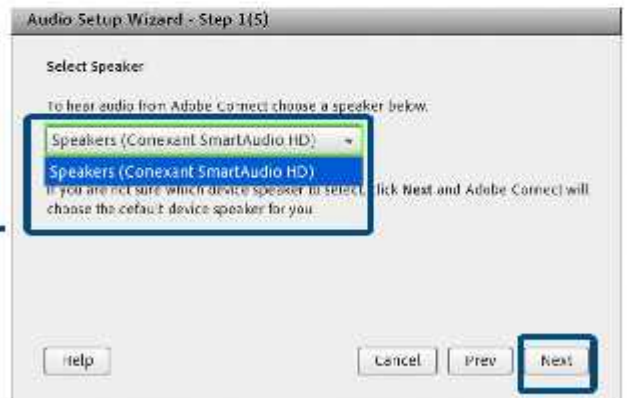 Audio Setup Wizard - Step 1(5)
Select Speaker
To hear audio from Adobe Connect choose a speaker below.
Speakers (Conexant SmartAudio HD)
Speakers (Conexant SmartAudio HD)
If you are not sure which device speaker to select, click Next and Adobe Connect will
choose the default device speaker for you
Help Cancel Prev Next